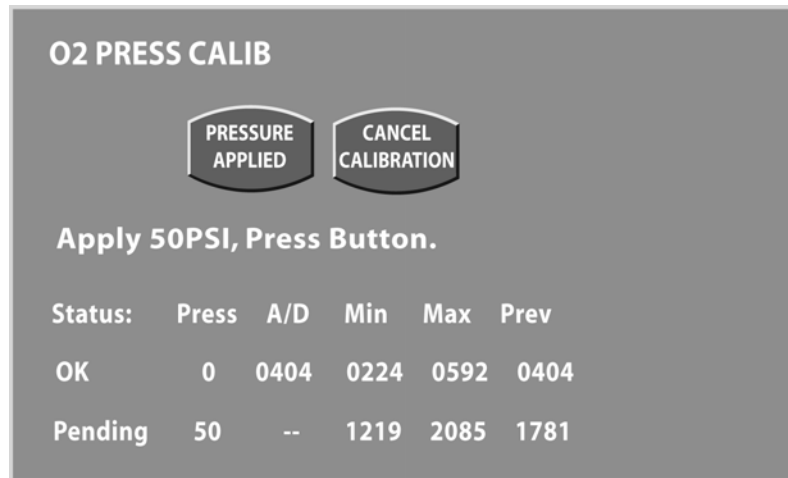 O2 PRESS CALIB
PRESSURE
APPLIED
CANCEL
CALIBRATION
Apply 50PSI, Press Button.
Status: Press A/D Min Max Prev
OK 0 0404 0224 0592 0404
Pending 50 -- 1219 2085 1781